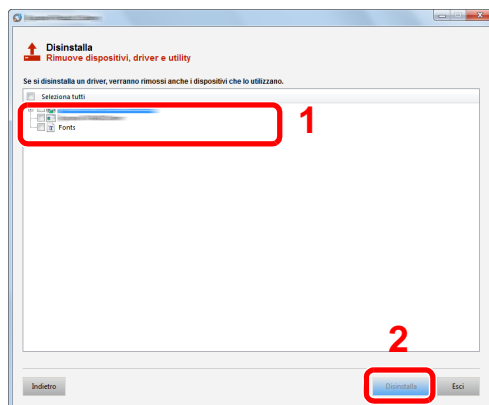 Disinstalla
Rimuove dispositivi, driver e utility
Se si disinstalla un driver, verranno rimossi anche i dispositivi che lo utilizzano.
Seleziona tutti
1
Fonts
2
Indietro
Disinstalla
Esci